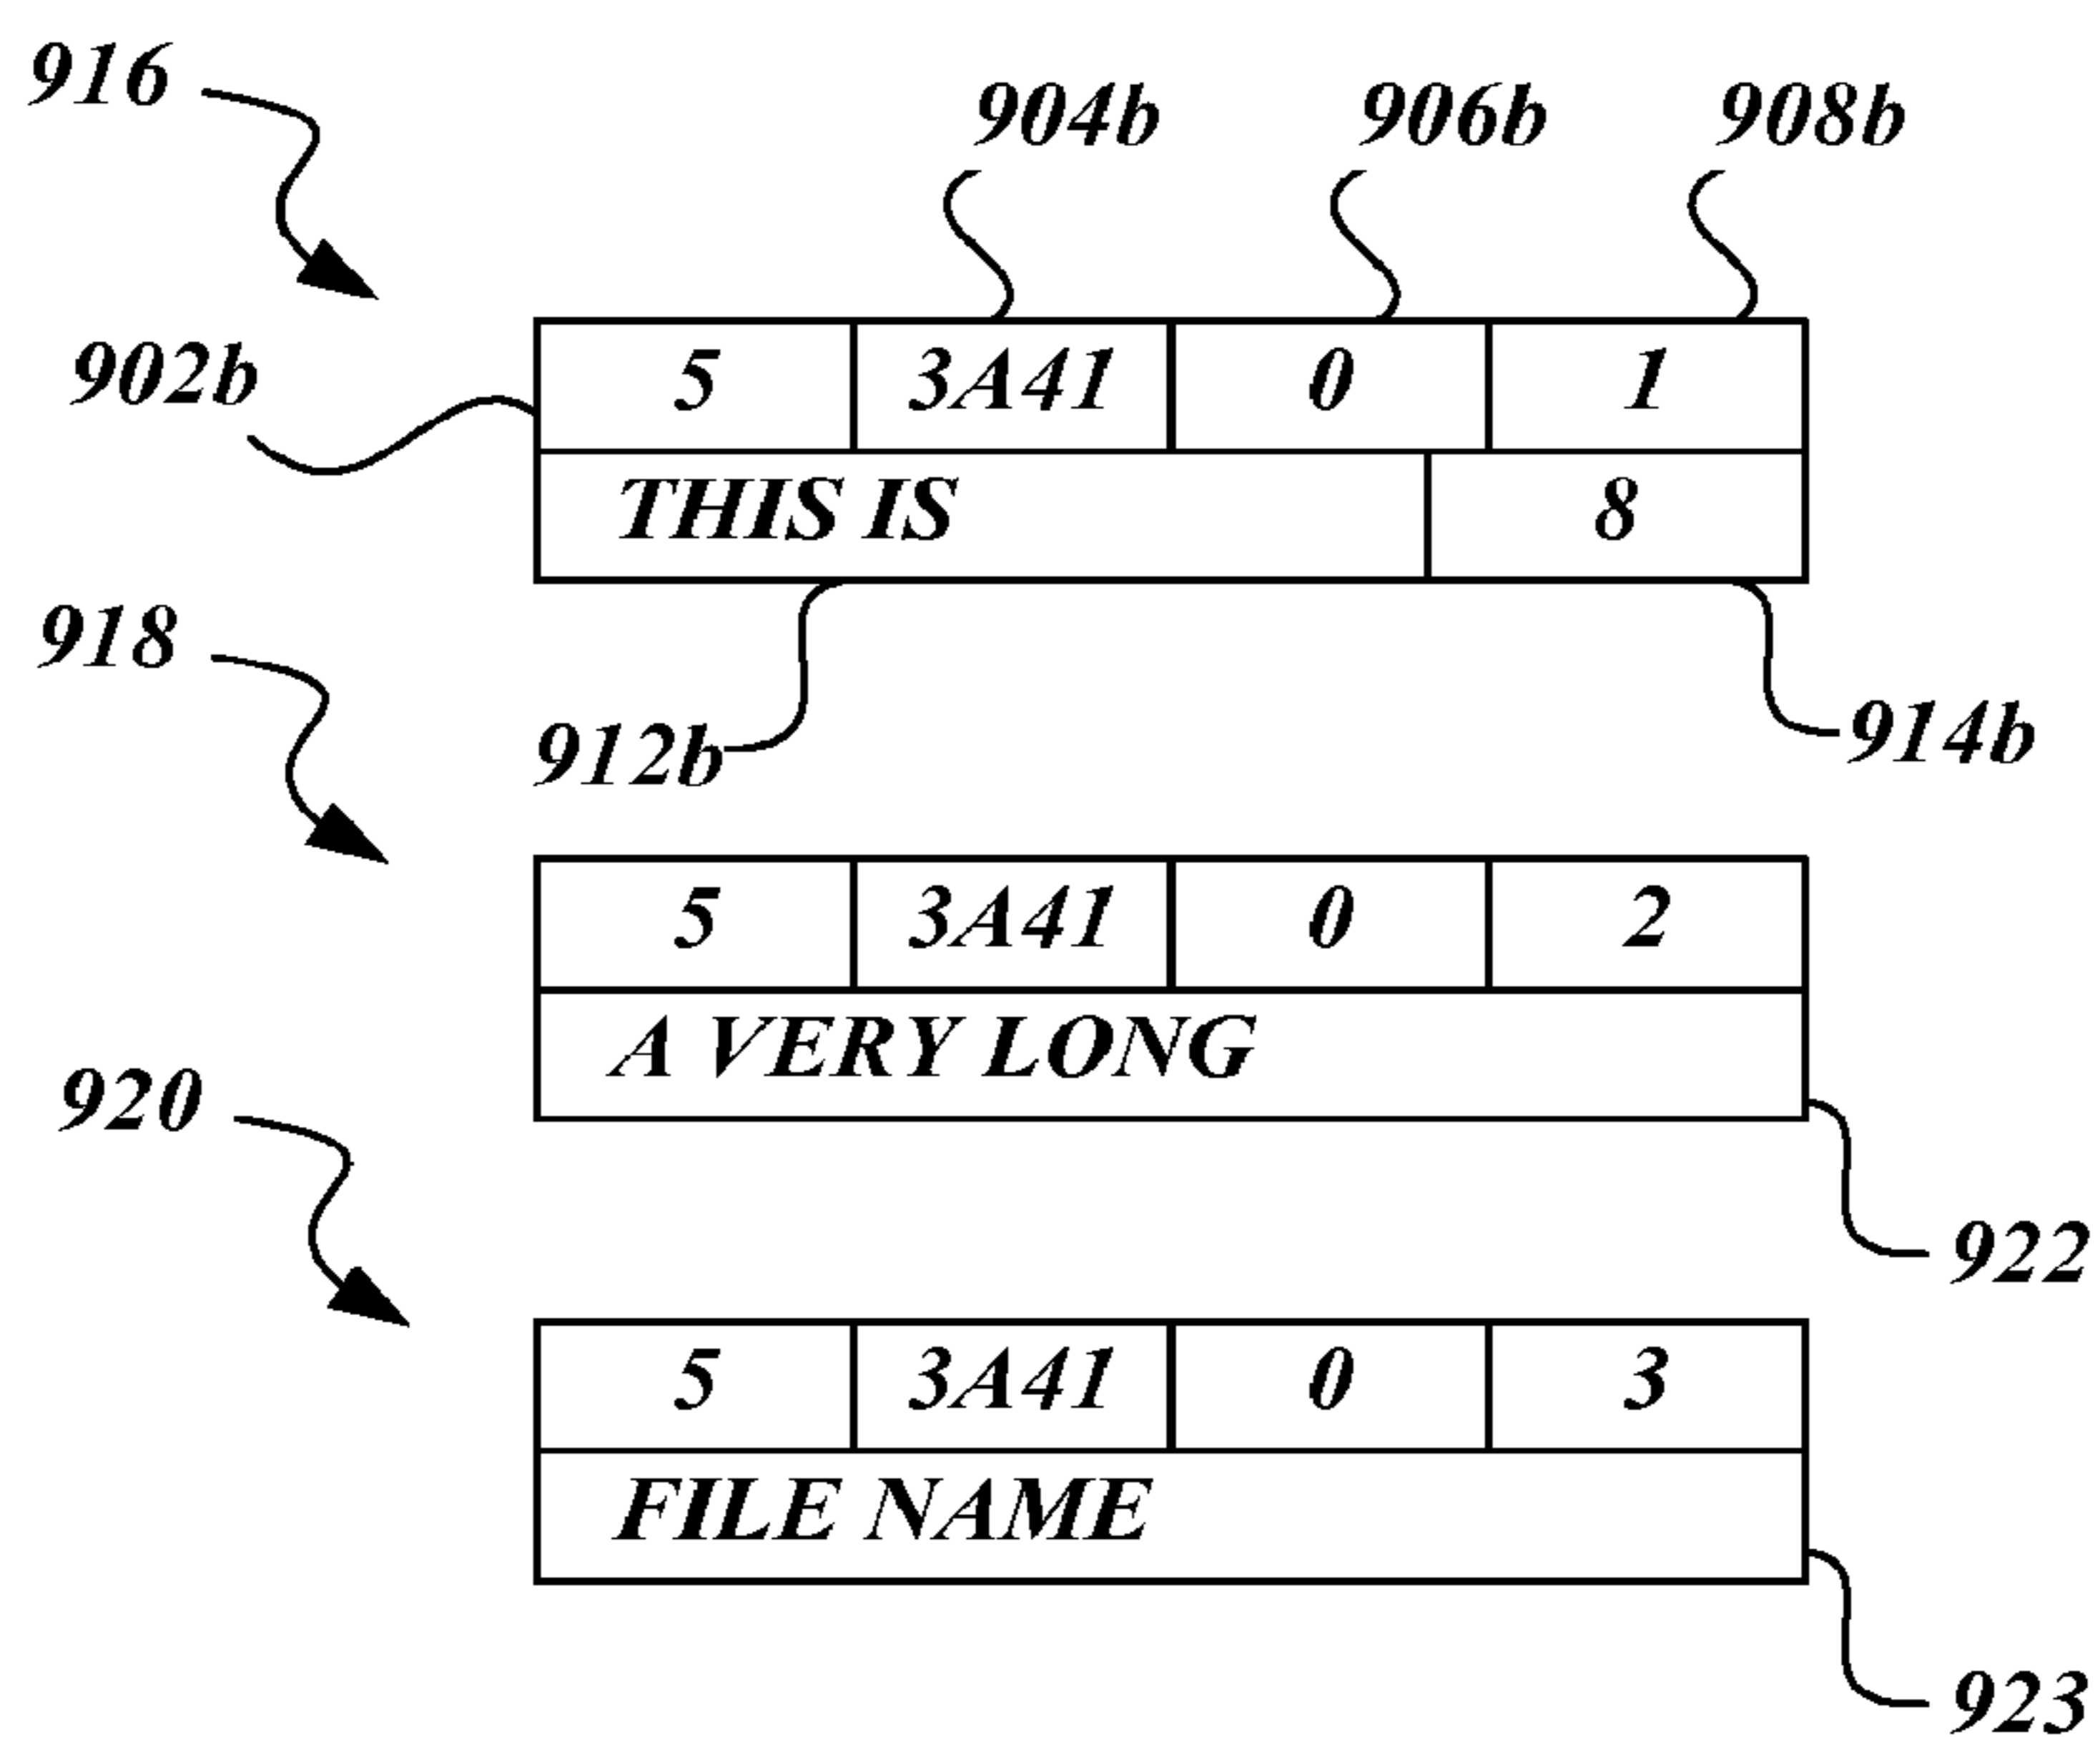 916
904b 906b 908b
902b
5 3A41 0 1
THIS IS 8
918
912b 914b
5 3A41 0 2
A VERY LONG
920
922
5 3A41 0 3
FILE NAME
923